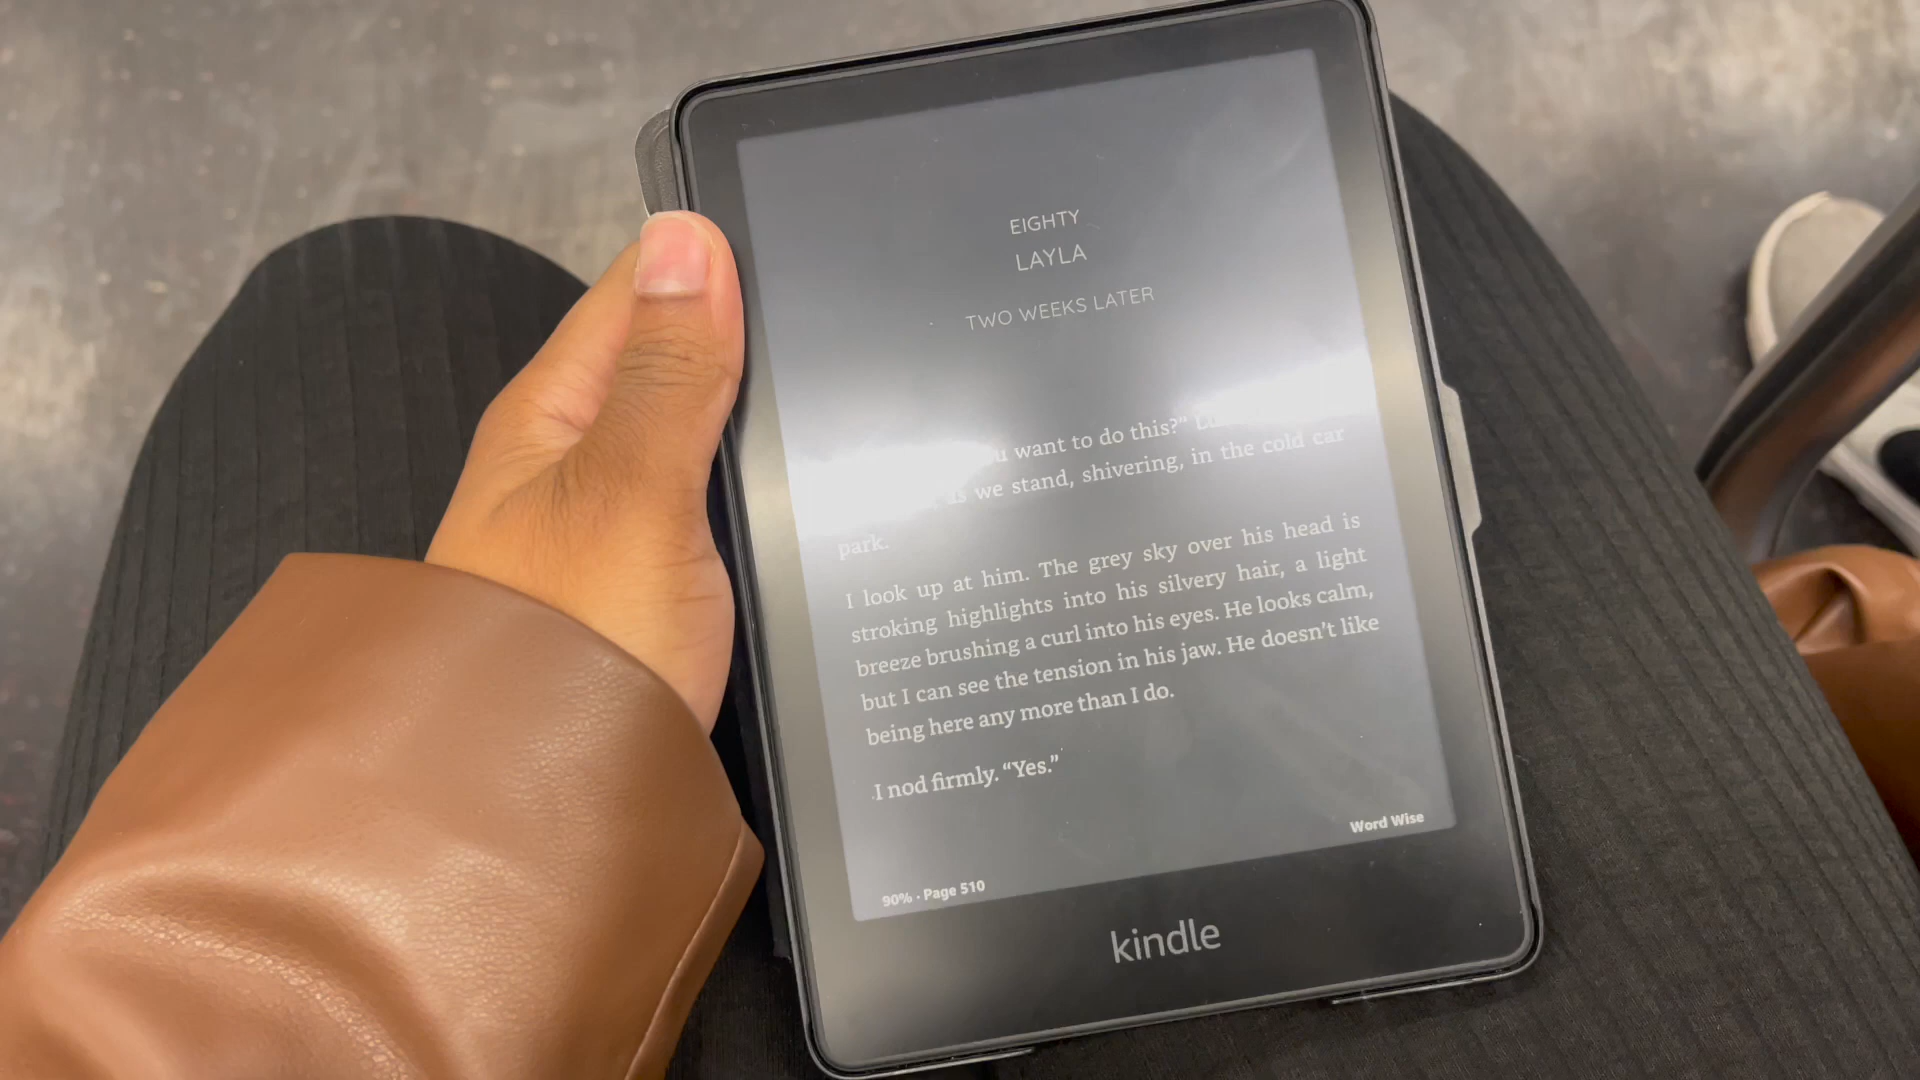 EIGHTY
LAYLA
TWO WEEKS LATER
want to do this?”
as we stand, shivering, in the cold car
park.
I look up at him. The grey sky over his head is
stroking highlights into his silvery hair, a light
breeze brushing a curl into his eyes. He looks calm,
but I can see the tension in his jaw. He doesn’t like
being here any more than I do.
I nod firmly. “Yes.”
Word Wise
90% · Page 510
kindle